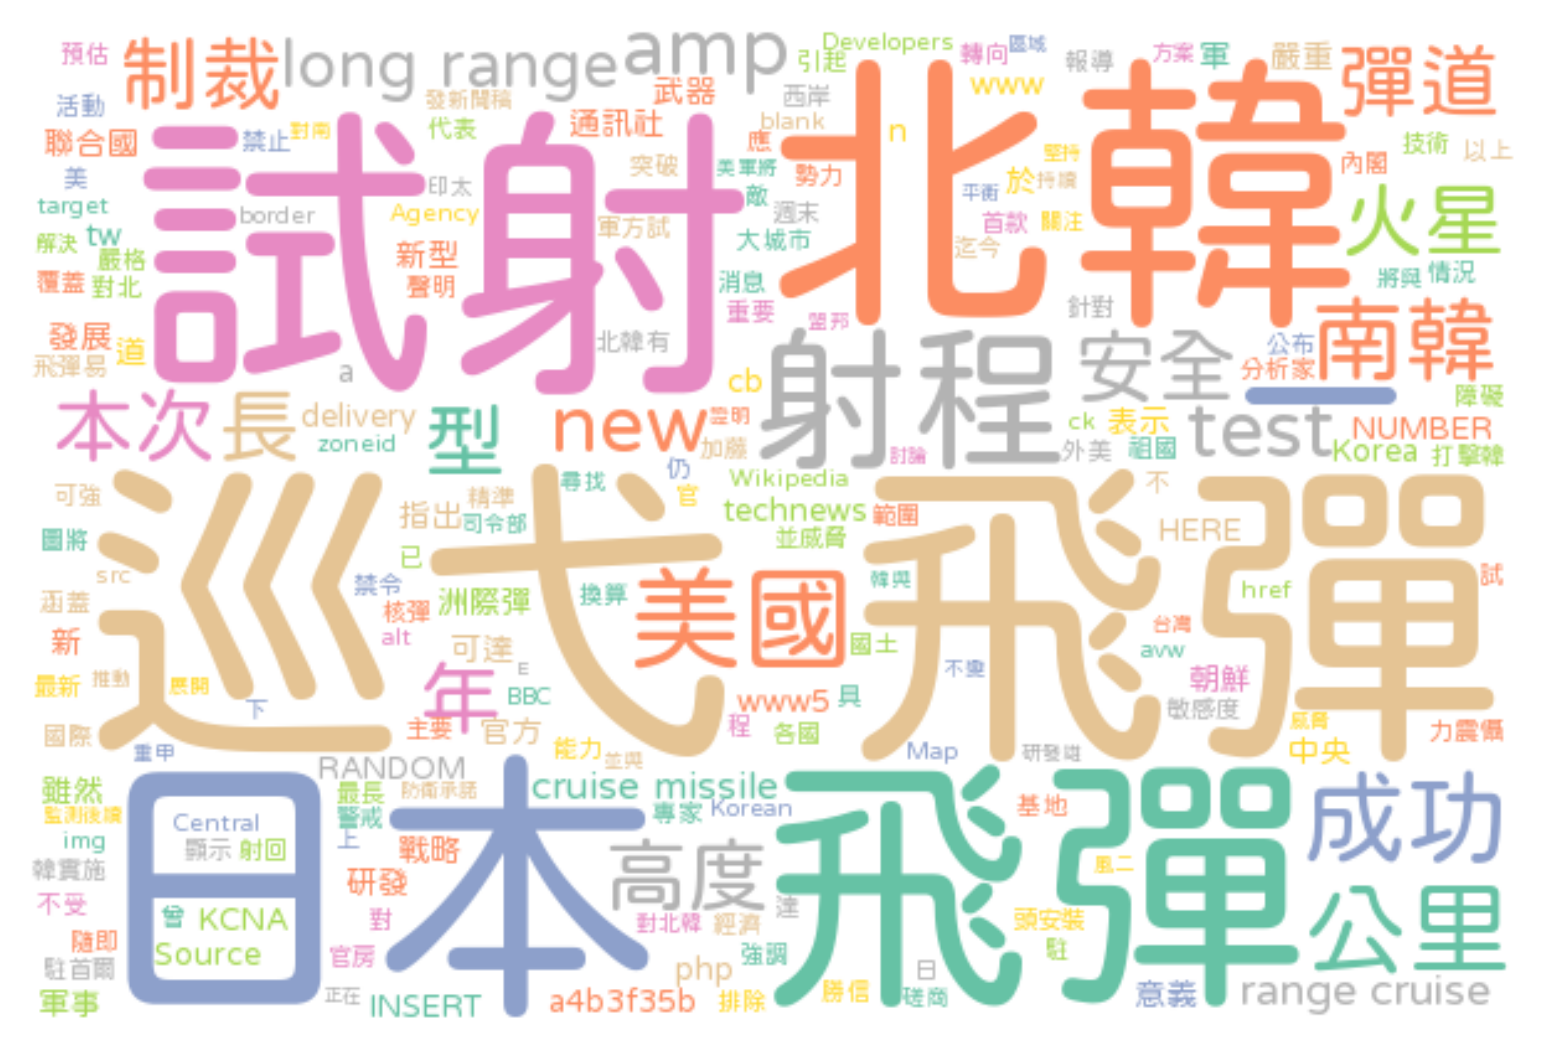 預估
制裁
long range
amp
Developers
引起
轉向
區域
報導
方案
軍
嚴重
彈道
活動
發新聞稿
武器
西岸
www
聯合國
禁止
對南
代表
通訊社
blank
應
n
北韓
技術
以上
內閣
堅持
美
試射
印太
突破
美軍將
勢力
平衡
於
持續
target
border
Agency
軍方試
敵
週末
首款
關注
火星
解決
tw
嚴格
新型
大城市
迄今
覆蓋
對北
聲明
消息
將與
情況
重要
盟邦
針對
發展
道
北韓有
射程
安全
公布
南韓
飛彈易
a
分析家
本次
長
delivery
zoneid
型
new
cb
證明
加藤
ck
表示
test
障礙
NUMBER
外美
祖國
Korea
打擊韓
討論
可強
仍
尋找
Wikipedia
不
巡弋飛彈
精準
官
指出
司令部
technews
範圍
HERE
圖將
已
並威脅
src
禁令
美國
韓與
href
試
涵蓋
核彈
洲際彈
換算
新
alt
可達
國土
台灣
avw
最新
推動
展開
年
E
BBC
不變
朝鮮
下
www5
具
敏感度
國際
主要
官方
程
各國
威脅
力震懾
重甲
能力
並與
Map
研發雄
中央
RANDOM
雖然
日本
最長
防衛承諾
cruise missile
飛彈
成功
監測後續
Central
警戒
專家
Korean
基地
img
顯示
射回
上
戰略
高度
風二
韓實施
研發
不受
曾
KCNA
對
對北韓
經濟
達
頭安裝
公里
隨即
Source
官房
強調
駐
駐首爾
php
日
軍事
正在
INSERT
a4b3f35b
排除
勝信
磋商
意義
range cruise